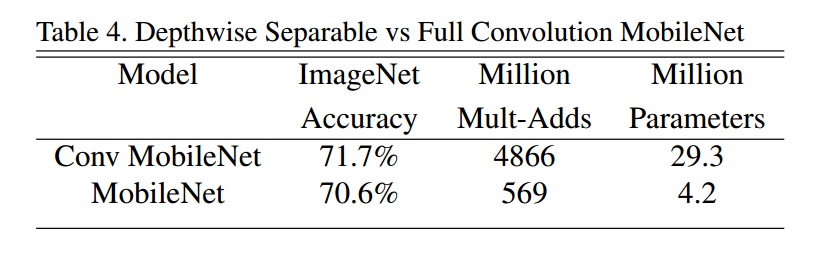 Table 4. Depthwise Separable vs Full Convolution MobileNet
Model ImageNet Million Million
Accuracy Mult-Adds Parameters
Conv MobileNet 71.7% 4866 29.3
MobileNet 70.6% 569 4.2